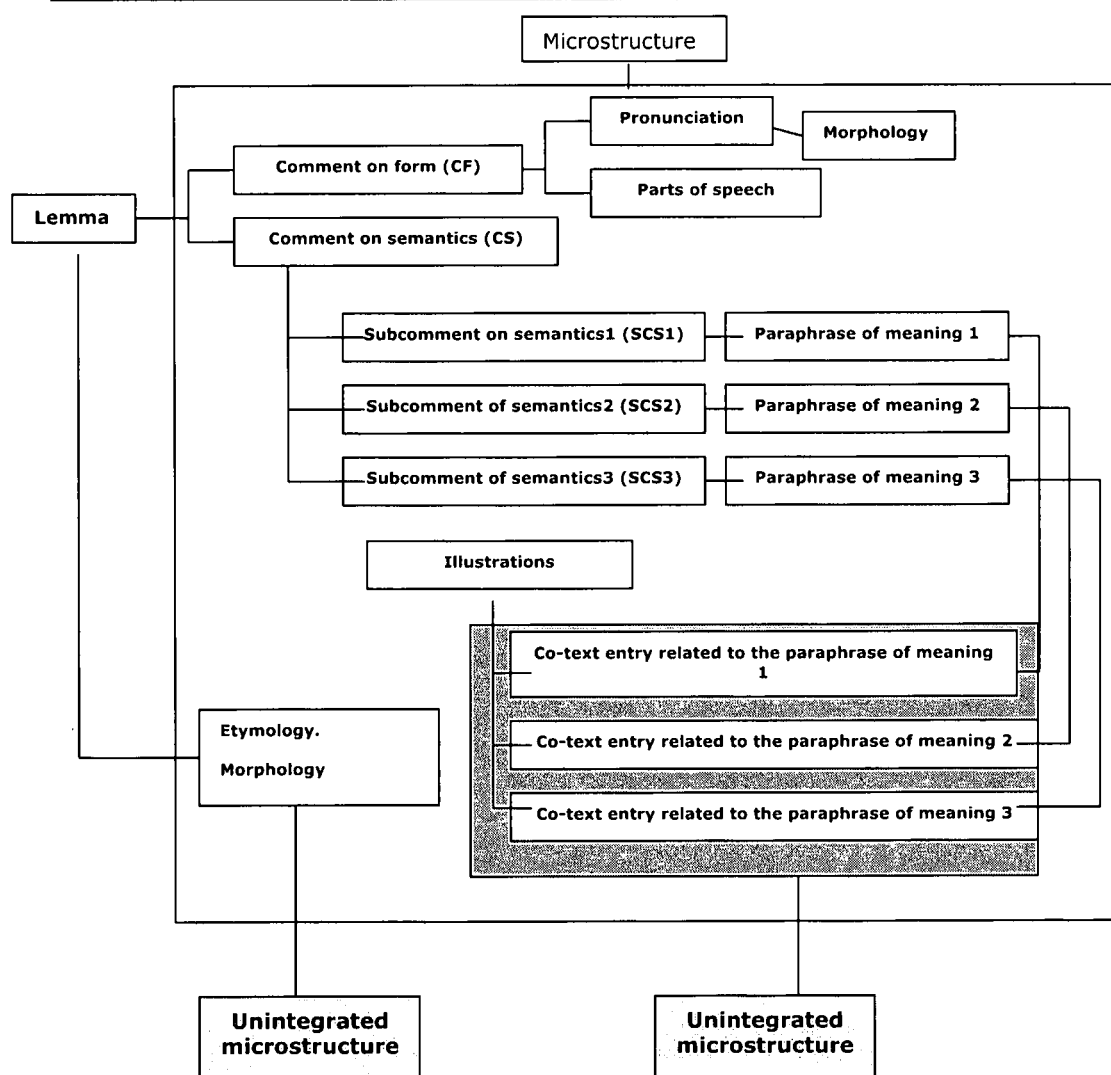 Microstructure
Pronunciation
Morphology
Comment on form (CF)
Parts of speech
Lemma
Comment on semantics (CS)
Subcomment on semantics1 (SCS1)
Paraphrase of meaning 1
Subcomment of semantics2 (SCS2)
Paraphrase of meaning 2
Subcomment of semantics3 (SCS3)
Paraphrase of meaning 3
Illustrations
Co-text entry related to the paraphrase of meaning
1
Etymology.
Morphology
Co-text entry related to the paraphrase of meaning 2
Co-text entry related to the paraphrase of meaning 3
Unintegrated
microstructure
Unintegrated
microstructure